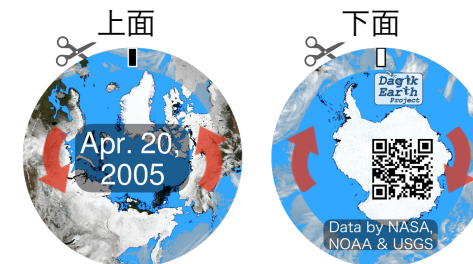 上面
下面
Apr. 20,
2005
Dagik
Earth
Project
Data by NASA,
NOAA & USGS